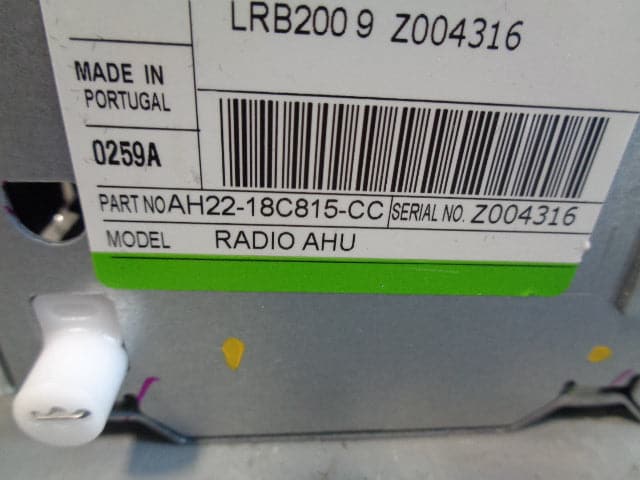 LRB200 9 Z004316
MADE IN
PORTUGAL
0259A
PART NO AH22-18C815-CC SERIAL NO. Z004316
MODEL RADIO AHU